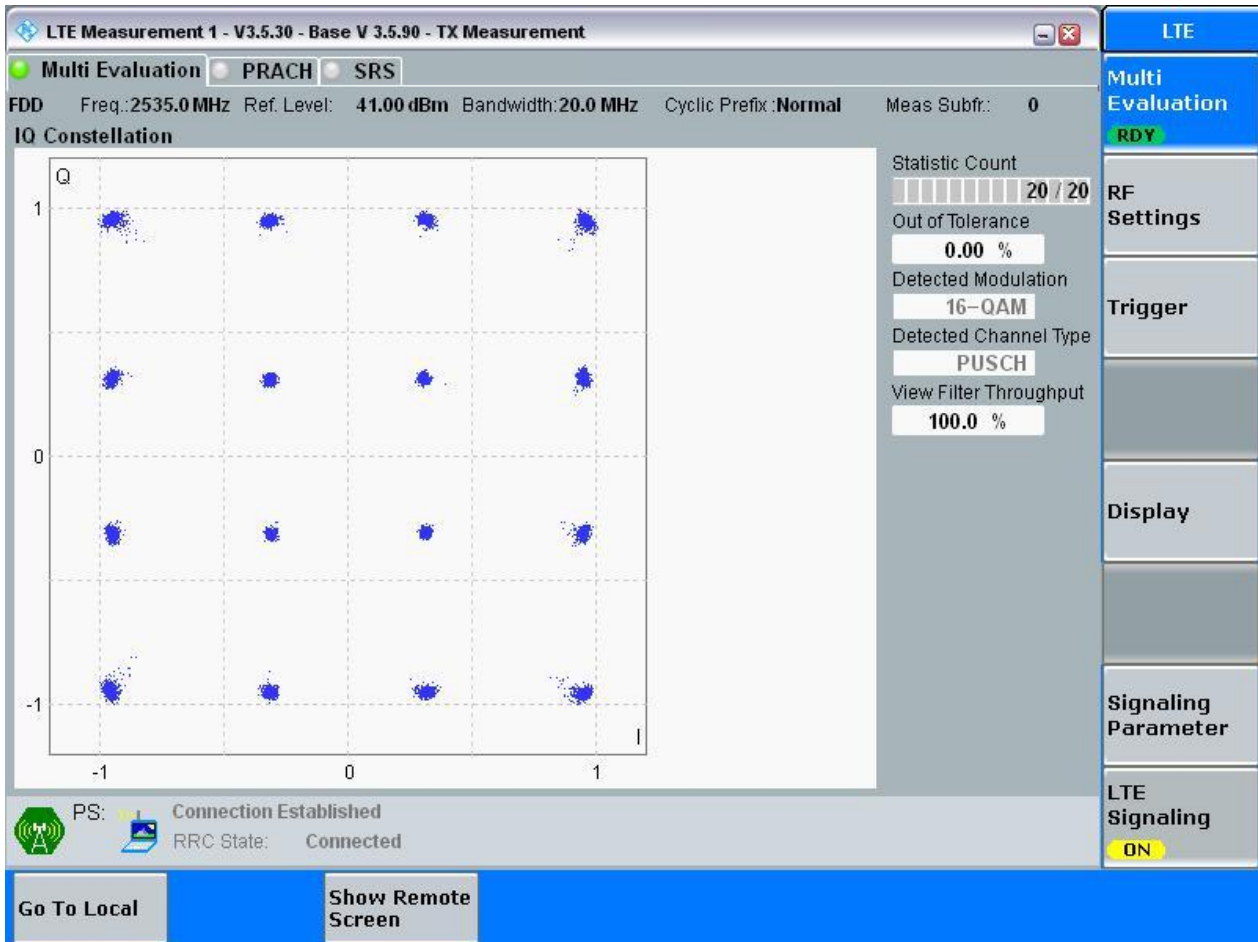 LTE Measurement 1 - V3.5.30 - Base V 3.5.90 - TX Measurement
LTE
Multi Evaluation PRACH SRS
FDD Freq.:2535.0 MHz Ref. Level: 41.00 dBm Bandwidth:20.0 MHz Cyclic Prefix :Normal Meas Subfr.: 0
IQ Constellation
Q
1
0
-1
-1 0 1
I
Statistic Count
20 / 20
Out of Tolerance
0.00 %
Detected Modulation
16-QAM
Detected Channel Type
PUSCH
View Filter Throughput
100.0 %
Multi
Evaluation
RDY
RF
Settings
Trigger
Display
Signaling
Parameter
LTE
Signaling
ON
PS: Connection Established
RRC State: Connected
Go To Local
Show Remote
Screen